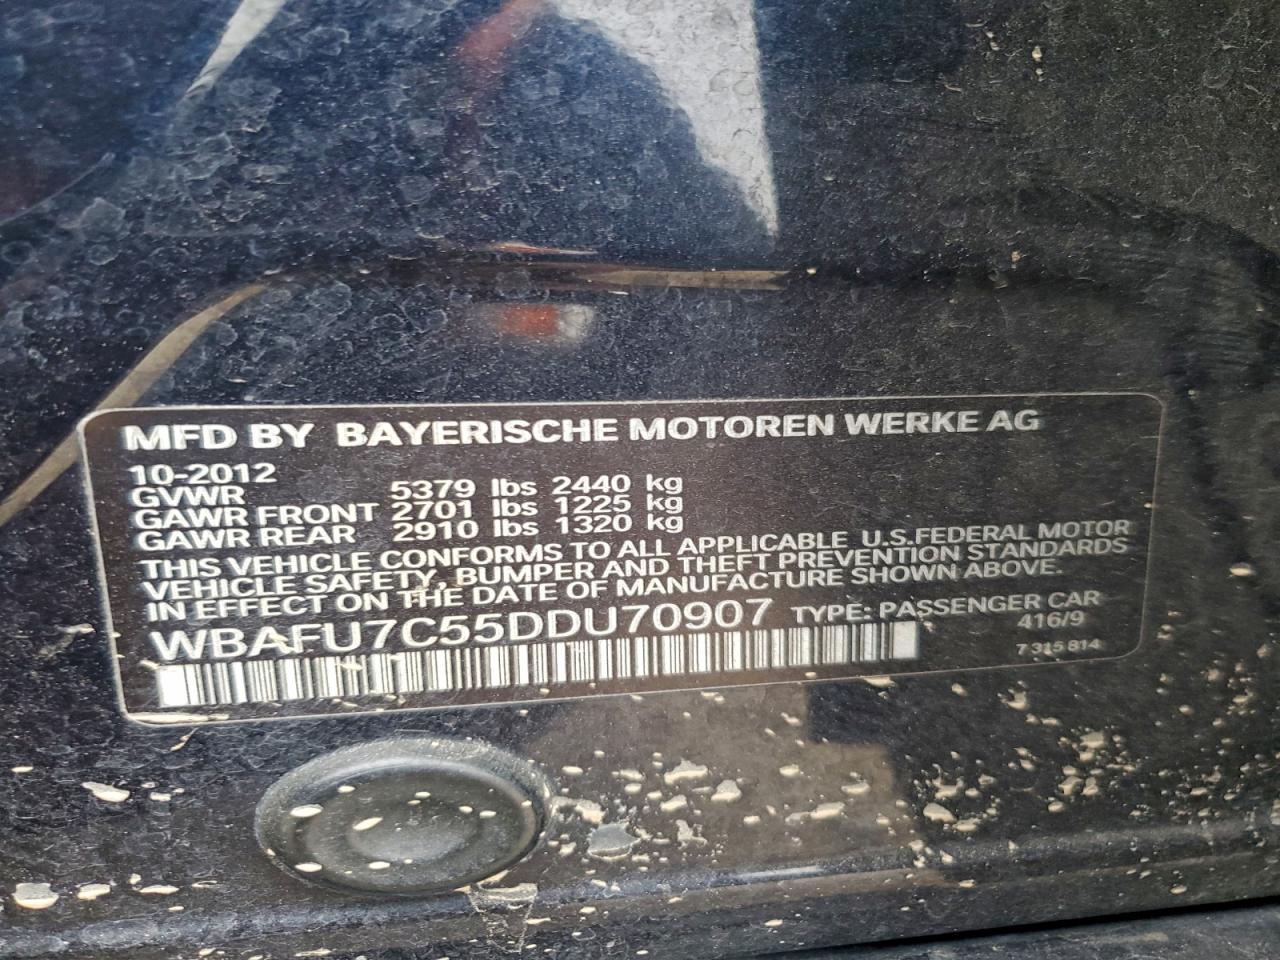 MFD BY BAYERISCHE MOTOREN WERKE AG
10-2012
GVWR 5379 lbs 2440 kg
GAWR FRONT 2701 lbs 1225 kg
GAWR REAR 2910 lbs 1320 kg
THIS VEHICLE CONFORMS TO ALL APPLICABLE U.S.FEDERAL MOTOR
VEHICLE SAFETY, BUMPER AND THEFT PREVENTION STANDARDS
IN EFFECT ON THE DATE OF MANUFACTURE SHOWN ABOVE.
WBAFU7C55DDU70907 TYPE: PASSENGER CAR
416/9
7 315 814